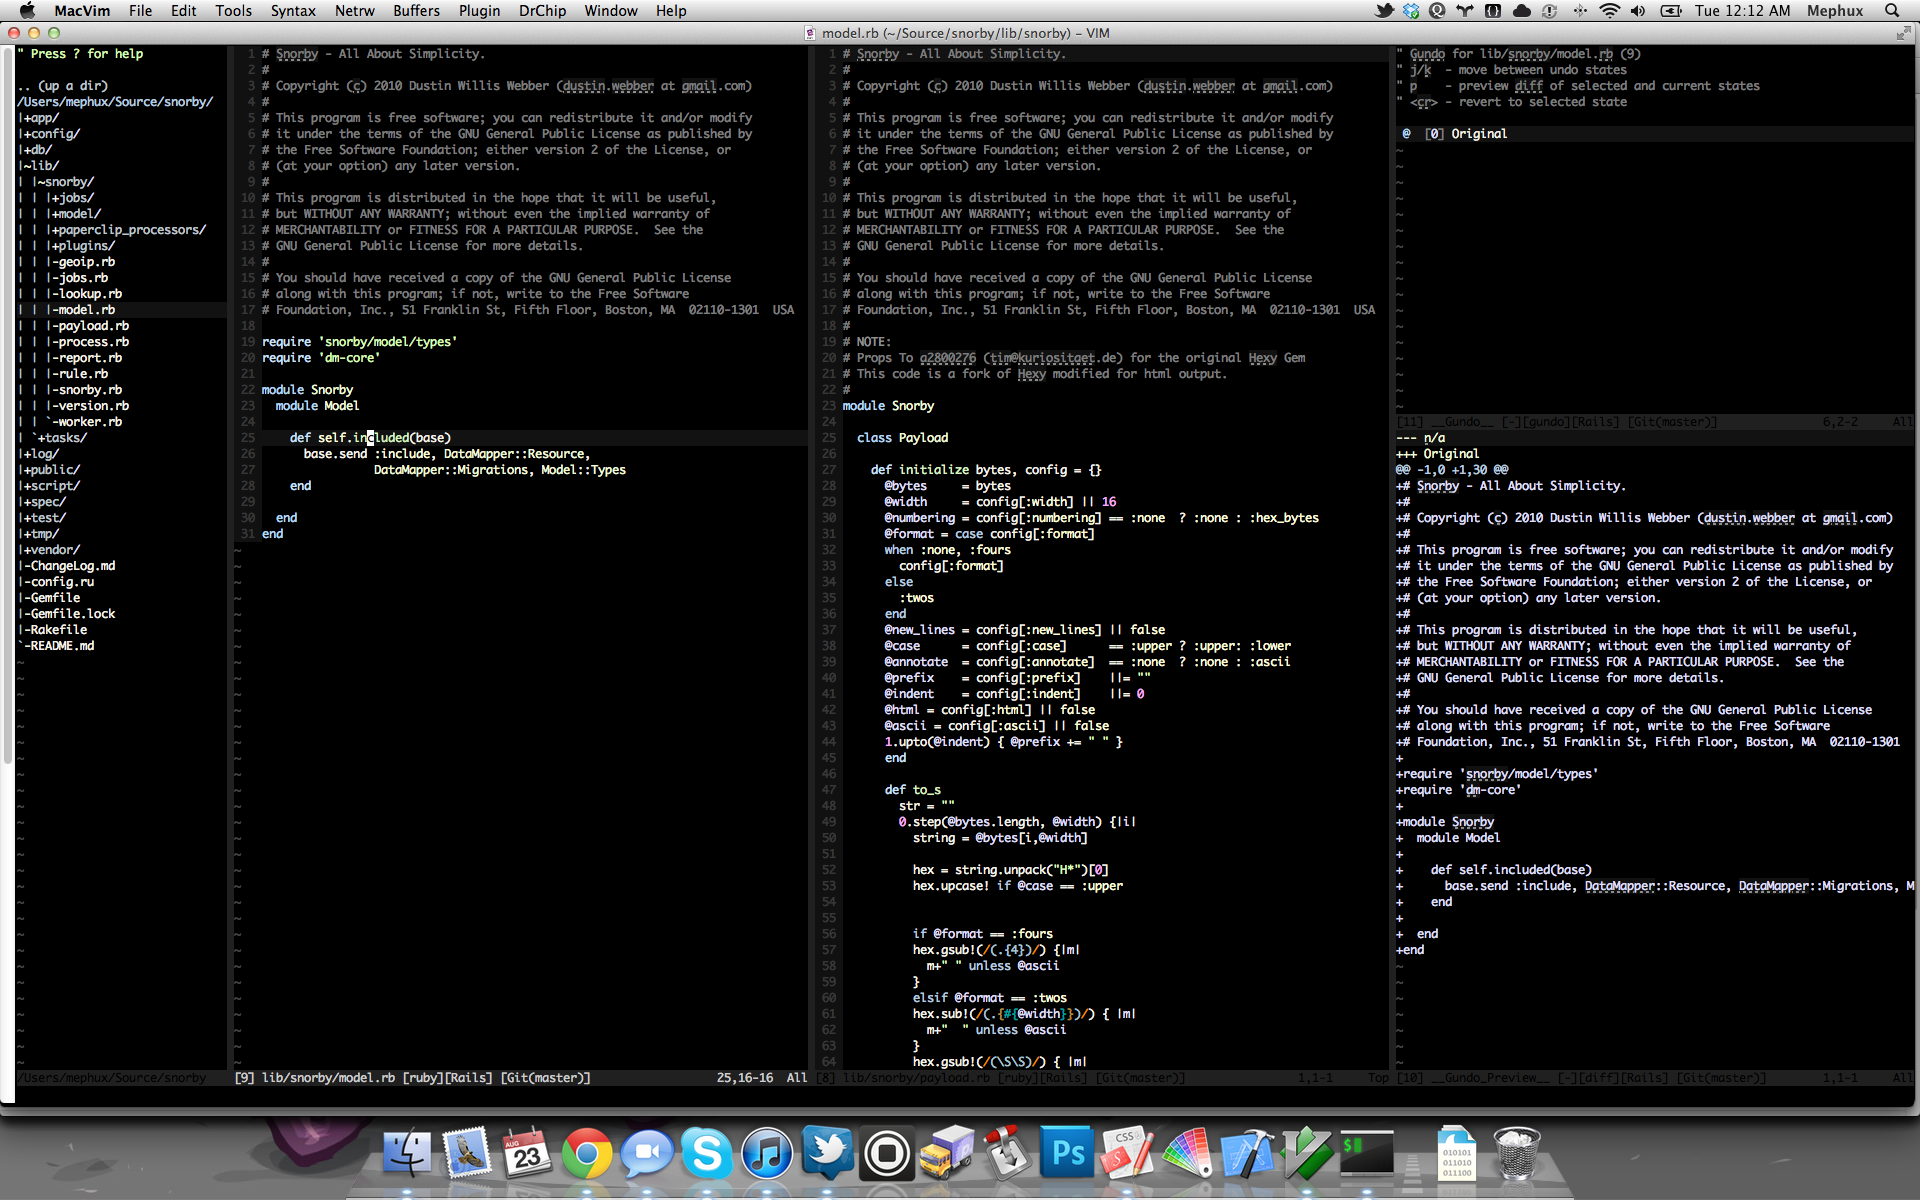 MacVim File Edit Tools Syntax Netrw Buffers Plugin DrChip Window Help
Tue 12:12 AM Mephux
model.rb (~/Source/snorby/lib/snorby) – VIM
" Press ? for help
.. (up a dir)
/Users/mephux/Source/snorby/
|+app/
|+config/
|+db/
|~lib/
| |~snorby/
| | |+jobs/
| | |+model/
| | |+paperclip_processors/
| | |+plugins/
| | |-geoip.rb
| | |-jobs.rb
| | |-lookup.rb
| | |-model.rb
| | |-payload.rb
| | |-process.rb
| | |-report.rb
| | |-rule.rb
| | |-snorby.rb
| | |-version.rb
| | `-worker.rb
| `+tasks/
|+log/
|+public/
|+script/
|+spec/
|+test/
|+tmp/
|+vendor/
|-ChangeLog.md
|-config.ru
|-Gemfile
|-Gemfile.lock
|-Rakefile
`-README.md
/Users/mephux/Source/snorby
1 # Snorby - All About Simplicity.
2 #
3 # Copyright (c) 2010 Dustin Willis Webber (dustin.webber at gmail.com)
4 #
5 # This program is free software; you can redistribute it and/or modify
6 # it under the terms of the GNU General Public License as published by
7 # the Free Software Foundation; either version 2 of the License, or
8 # (at your option) any later version.
9 #
10 # This program is distributed in the hope that it will be useful,
11 # but WITHOUT ANY WARRANTY; without even the implied warranty of
12 # MERCHANTABILITY or FITNESS FOR A PARTICULAR PURPOSE.  See the
13 # GNU General Public License for more details.
14 #
15 # You should have received a copy of the GNU General Public License
16 # along with this program; if not, write to the Free Software
17 # Foundation, Inc., 51 Franklin St, Fifth Floor, Boston, MA  02110-1301  USA
18
19 require 'snorby/model/types'
20 require 'dm-core'
21
22 module Snorby
23   module Model
24
25     def self.included(base)
26       base.send :include, DataMapper::Resource,
27                 DataMapper::Migrations, Model::Types
28     end
29
30   end
31 end
[9] lib/snorby/model.rb [ruby][Rails] [Git(master)] 25,16-16 All
1 # Snorby - All About Simplicity.
2 #
3 # Copyright (c) 2010 Dustin Willis Webber (dustin.webber at gmail.com)
4 #
5 # This program is free software; you can redistribute it and/or modify
6 # it under the terms of the GNU General Public License as published by
7 # the Free Software Foundation; either version 2 of the License, or
8 # (at your option) any later version.
9 #
10 # This program is distributed in the hope that it will be useful,
11 # but WITHOUT ANY WARRANTY; without even the implied warranty of
12 # MERCHANTABILITY or FITNESS FOR A PARTICULAR PURPOSE.  See the
13 # GNU General Public License for more details.
14 #
15 # You should have received a copy of the GNU General Public License
16 # along with this program; if not, write to the Free Software
17 # Foundation, Inc., 51 Franklin St, Fifth Floor, Boston, MA  02110-1301  USA
18 #
19 # NOTE:
20 # Props To a2800276 (tim@kuriositaet.de) for the original Hexy Gem
21 # This code is a fork of Hexy modified for html output.
22 #
23 module Snorby
24
25   class Payload
26
27     def initialize bytes, config = {}
28       @bytes     = bytes
29       @width     = config[:width] || 16
30       @numbering = config[:numbering] == :none  ? :none : :hex_bytes
31       @format = case config[:format]
32       when :none, :fours
33         config[:format]
34       else
35         :twos
36       end
37       @new_lines = config[:new_lines] || false
38       @case      = config[:case]      == :upper ? :upper: :lower
39       @annotate  = config[:annotate]  == :none  ? :none : :ascii
40       @prefix    = config[:prefix]    ||= ""
41       @indent    = config[:indent]    ||= 0
42       @html = config[:html] || false
43       @ascii = config[:ascii] || false
44       1.upto(@indent) { @prefix += " " }
45       end
46
47       def to_s
48         str = ""
49         0.step(@bytes.length, @width) {|i|
50           string = @bytes[i,@width]
51
52           hex = string.unpack("H*")[0]
53           hex.upcase! if @case == :upper
54
55
56           if @format == :fours
57           hex.gsub!(/(.{4})/) {|m|
58             m+" " unless @ascii
59           }
60           elsif @format == :twos
61           hex.sub!(/(.{#{@width}})/) { |m|
62             m+"  " unless @ascii
63           }
64           hex.gsub!(/(\S\S)/) { |m|
[8] lib/snorby/payload.rb [ruby][Rails] [Git(master)] 1,1-1 Top
" Gundo for lib/snorby/model.rb (9)
" j/k  - move between undo states
" p    - preview diff of selected and current states
" <cr> - revert to selected state
@  [0] Original
[11] __Gundo__ [-][gundo][Rails] [Git(master)] 6,2-2 All
--- n/a
+++ Original
@@ -1,0 +1,30 @@
+# Snorby - All About Simplicity.
+#
+# Copyright (c) 2010 Dustin Willis Webber (dustin.webber at gmail.com)
+#
+# This program is free software; you can redistribute it and/or modify
+# it under the terms of the GNU General Public License as published by
+# the Free Software Foundation; either version 2 of the License, or
+# (at your option) any later version.
+#
+# This program is distributed in the hope that it will be useful,
+# but WITHOUT ANY WARRANTY; without even the implied warranty of
+# MERCHANTABILITY or FITNESS FOR A PARTICULAR PURPOSE.  See the
+# GNU General Public License for more details.
+#
+# You should have received a copy of the GNU General Public License
+# along with this program; if not, write to the Free Software
+# Foundation, Inc., 51 Franklin St, Fifth Floor, Boston, MA  02110-1301
+
+require 'snorby/model/types'
+require 'dm-core'
+
+module Snorby
+  module Model
+
+    def self.included(base)
+      base.send :include, DataMapper::Resource, DataMapper::Migrations, M
+    end
+
+  end
+end
[10] __Gundo_Preview__ [-][diff][Rails] [Git(master)] 1,1-1 All
AUG
23
Ps
CSS
$
010101
011010
011100